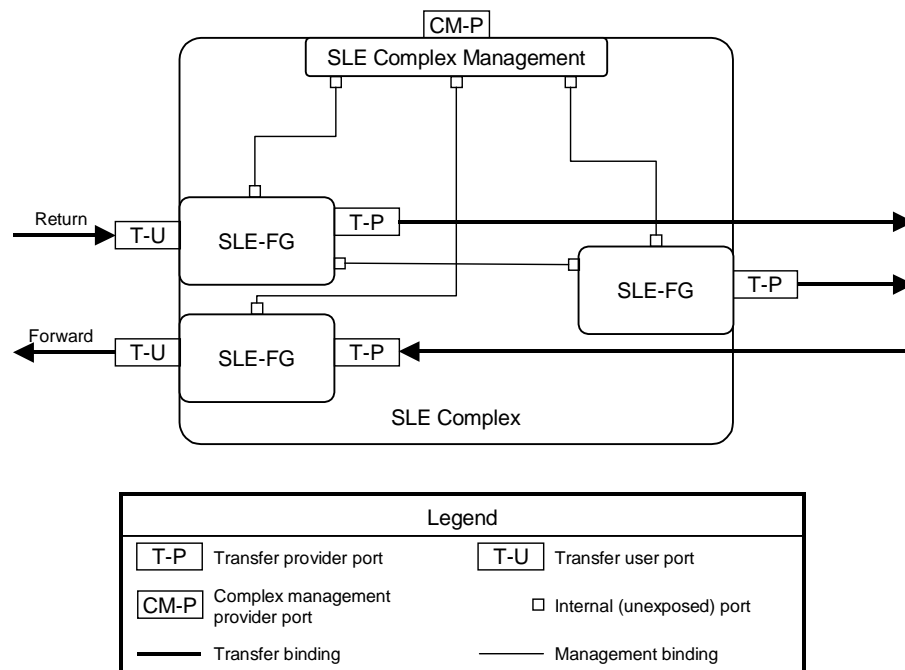 CM-P
SLE Complex Management
Return
T-U
SLE-FG
T-P
SLE-FG
T-P
Forward
T-U
SLE-FG
T-P
SLE Complex
Legend
T-P Transfer provider port
T-U Transfer user port
CM-P Complex management
provider port
Internal (unexposed) port
Transfer binding
Management binding